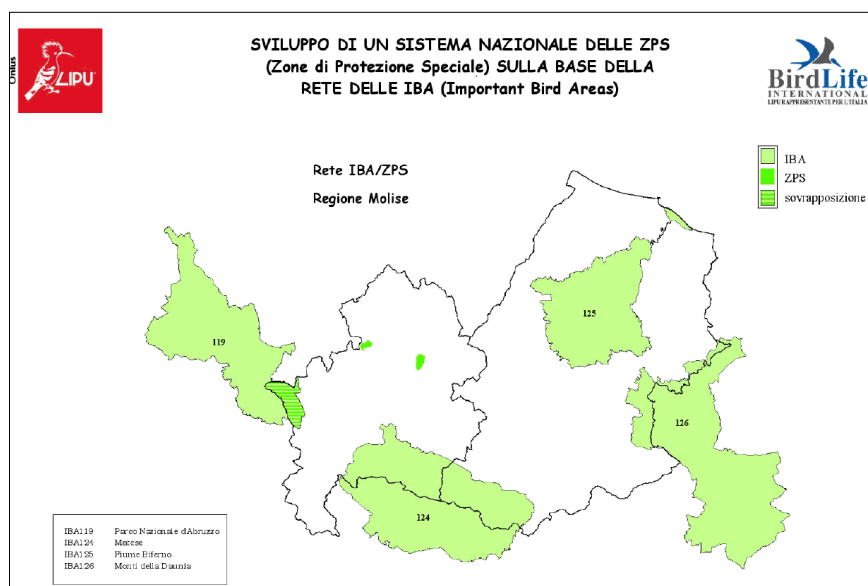 Onlus
LIPU
SVILUPPO DI UN SISTEMA NAZIONALE DELLE ZPS
(Zone di Protezione Speciale) SULLA BASE DELLA
RETE DELLE IBA (Important Bird Areas)
BirdLife
INTERNATIONAL
LIPU RAPPRESENTANTE PER L'ITALIA
Rete IBA/ZPS
Regione Molise
IBA
ZPS
sovrapposizione
125
119
126
124
IBA119 Parco Nazionale d'Abruzzo
IBA124 Matese
IBA125 Fiume Biferno
IBA126 Monti della Daunia